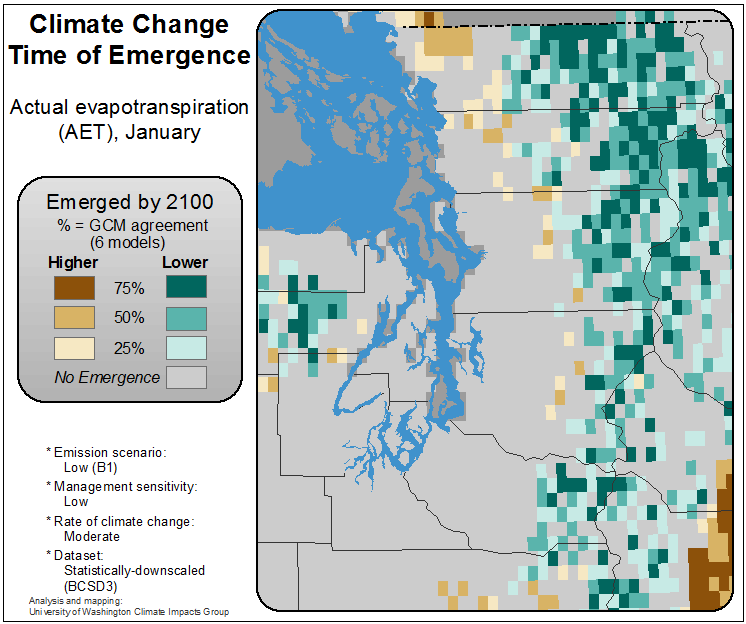 Climate Change
Time of Emergence
Actual evapotranspiration
(AET), January
Emerged by 2100
% = GCM agreement
(6 models)
Higher Lower
75%
50%
25%
No Emergence
* Emission scenario:
Low (B1)
* Management sensitivity:
Low
* Rate of climate change:
Moderate
* Dataset:
Statistically-downscaled
(BCSD3)
Analysis and mapping:
University of Washington Climate Impacts Group